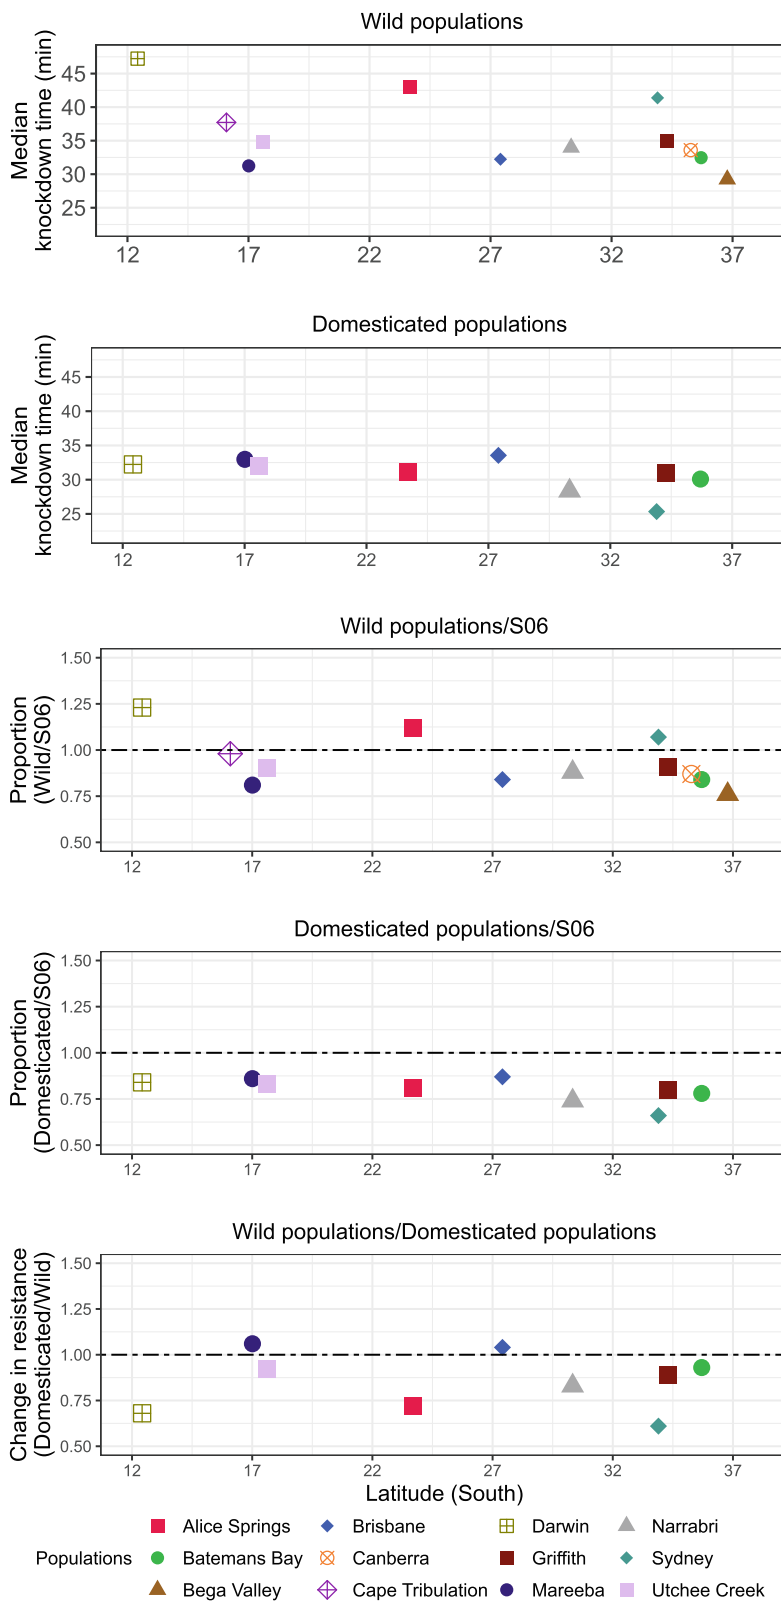 Wild populations
Median
knockdown time (min)
45
40
35
30
25
12 17 22 27 32 37
Domesticated populations
Median
knockdown time (min)
45
40
35
30
25
12 17 22 27 32 37
Wild populations/S06
Proportion
(Wild/S06)
1.50
1.25
1.00
0.75
0.50
12 17 22 27 32 37
Domesticated populations/S06
Proportion
(Domesticated/S06)
1.50
1.25
1.00
0.75
0.50
12 17 22 27 32 37
Wild populations/Domesticated populations
Change in resistance
(Domesticated/Wild)
1.50
1.25
1.00
0.75
0.50
12 17 22 27 32 37
Latitude (South)
Alice Springs Brisbane Darwin Narrabri
Populations Batemans Bay Canberra Griffith Sydney
Bega Valley Cape Tribulation Mareeba Utchee Creek